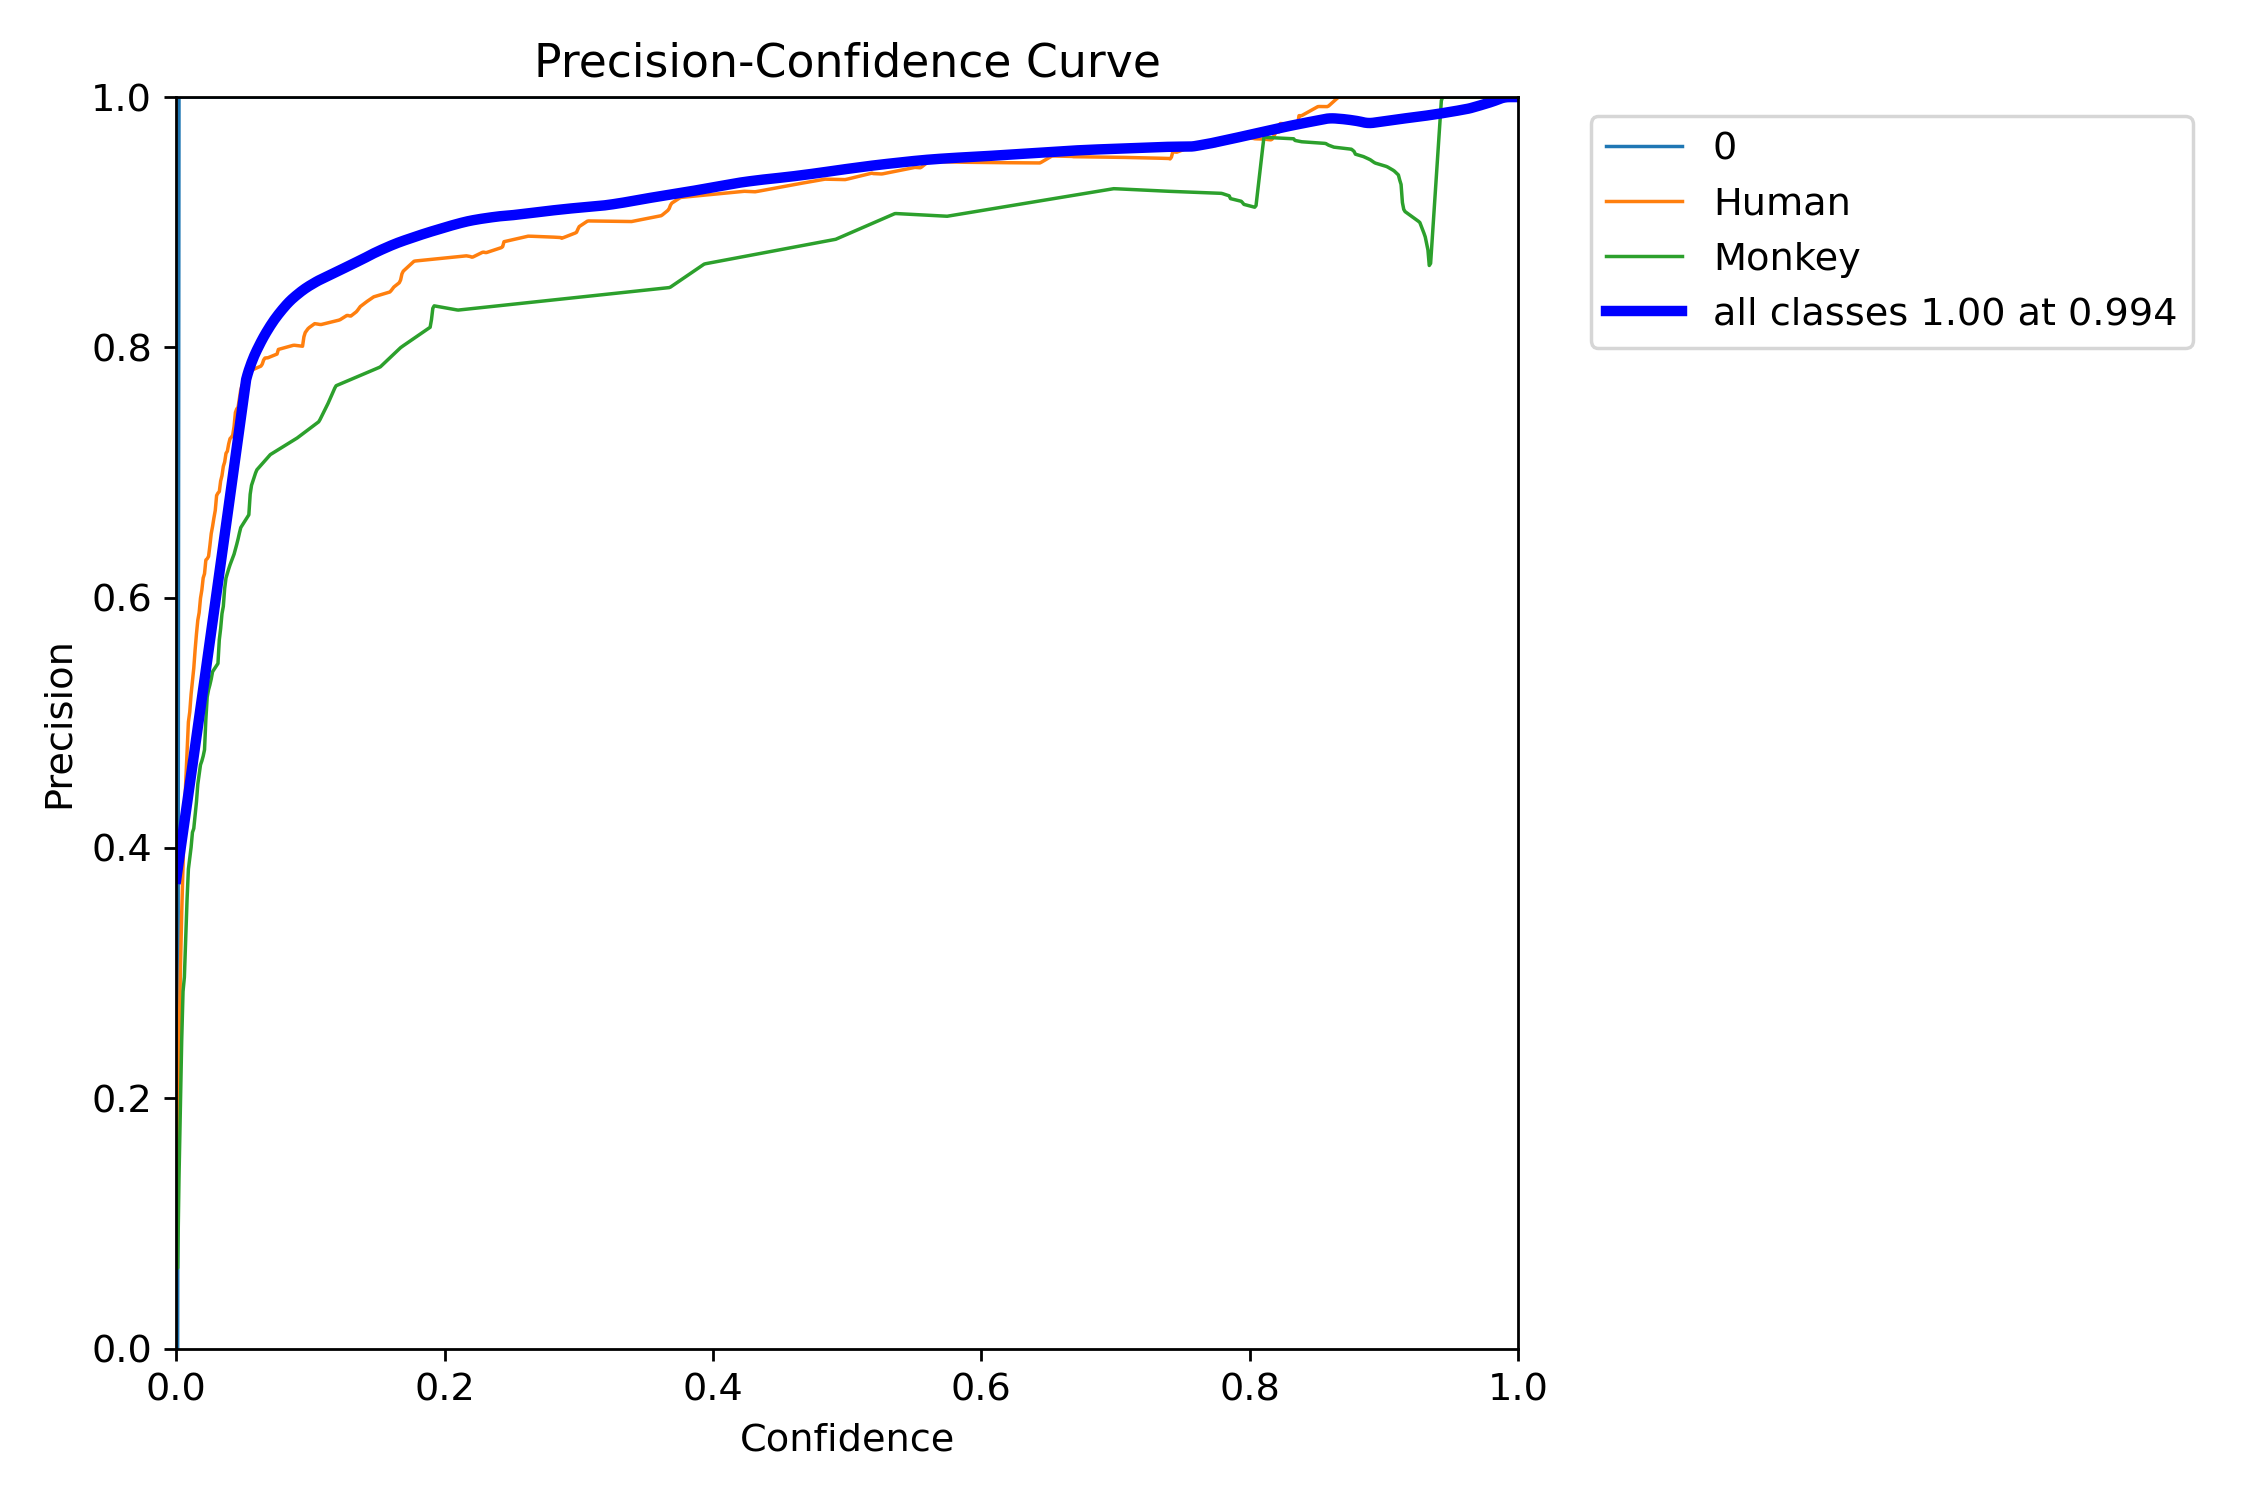 Precision-Confidence Curve
1.0
0.8
0.6
0.4
0.2
0.0
Precision
0.0 0.2 0.4 0.6 0.8 1.0
Confidence
0
Human
Monkey
all classes 1.00 at 0.994